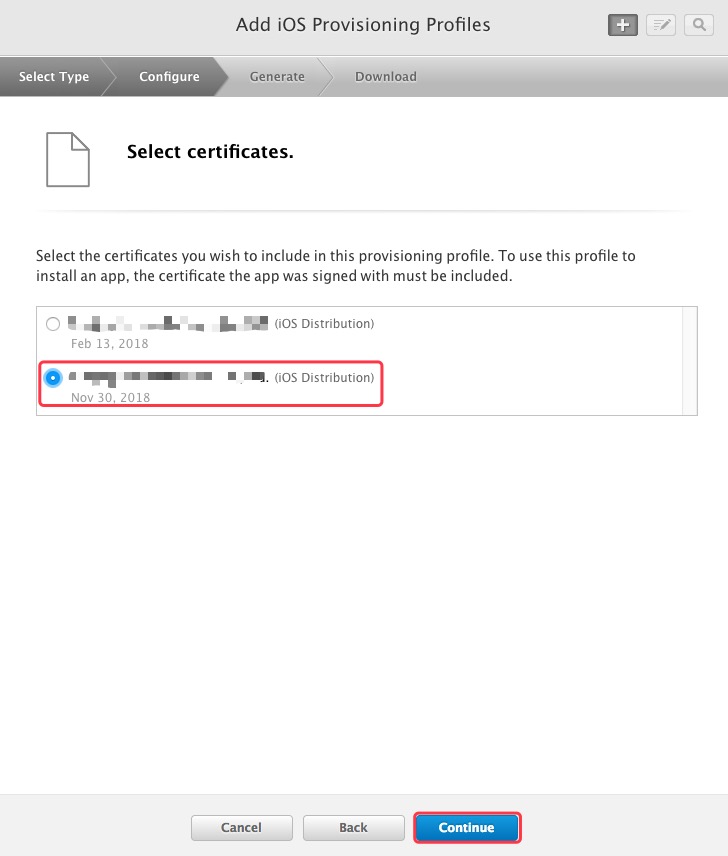 Add iOS Provisioning Profiles
Select Type
Configure
Generate
Download
Select certificates.
Select the certificates you wish to include in this provisioning profile. To use this profile to
install an app, the certificate the app was signed with must be included.
(iOS Distribution)
Feb 13, 2018
(iOS Distribution)
Nov 30, 2018
Cancel
Back
Continue